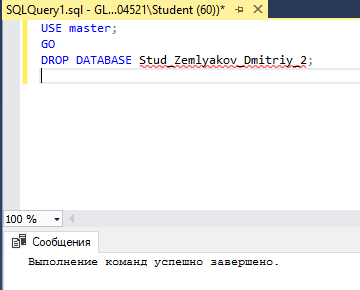 SQLQuery1.sql - GL...04521\Student (60))*
USE master;
GO
DROP DATABASE Stud_Zemlyakov_Dmitriy_2;
100 %
Сообщения
Выполнение команд успешно завершено.